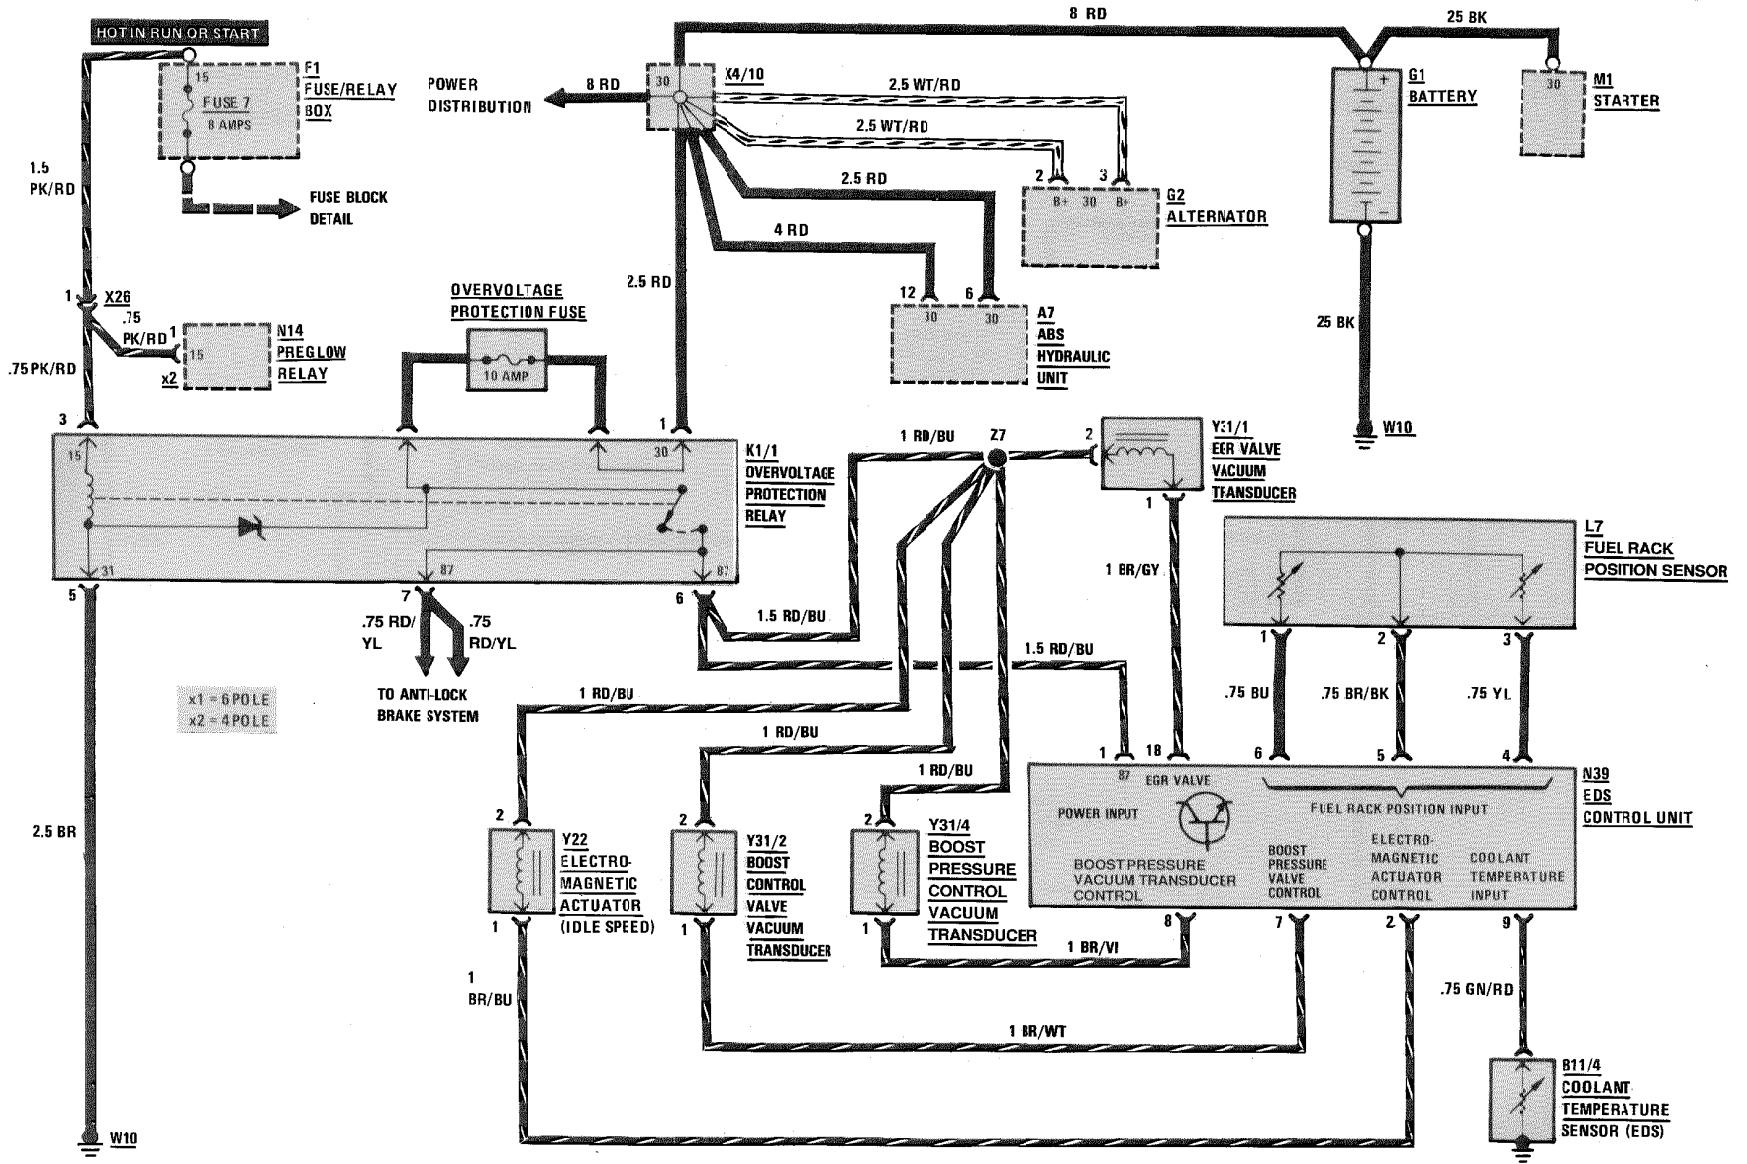 HOT IN RUN OR START
15
FUSE 7
8 AMPS
F1
FUSE/RELAY
BOX
FUSE BLOCK
DETAIL
1.5
PK/RD
1
X26
.75
PK/RD
1
15
x2
N14
PREGLOW
RELAY
.75PK/RD
3
POWER
DISTRIBUTION
8 RD
30
X4/10
8 RD
25 BK
2.5 WT/RD
2.5 WT/RD
2.5 RD
4 RD
2.5 RD
2
3
B+
30
B+
G2
ALTERNATOR
12
6
30
30
A7
ABS
HYDRAULIC
UNIT
G1
BATTERY
+
−
M1
STARTER
30
25 BK
W10
OVERVOLTAGE
PROTECTION FUSE
10 AMP
1
15
30
K1/1
OVERVOLTAGE
PROTECTION
RELAY
31
87
87
5
7
6
.75 RD/
YL
.75
RD/YL
TO ANTI-LOCK
BRAKE SYSTEM
x1 = 6POLE
x2 = 4POLE
2.5 BR
W10
1 RD/BU
Z7
2
Y31/1
EGR VALVE
VACUUM
TRANSDUCER
1
1 BR/GY
1.5 RD/BU
1.5 RD/BU
1 RD/BU
1 RD/BU
1 RD/BU
L7
FUEL RACK
POSITION SENSOR
1
2
3
.75 BU
.75 BR/BK
.75 YL
1
18
6
5
4
87
EGR VALVE
POWER INPUT
FUEL RACK POSITION INPUT
BOOST PRESSURE
VACUUM TRANSDUCER
CONTROL
BOOST
PRESSURE
VALVE
CONTROL
ELECTRO-
MAGNETIC
ACTUATOR
CONTROL
COOLANT
TEMPERATURE
INPUT
N39
EDS
CONTROL UNIT
8
7
2
9
2
Y22
ELECTRO-
MAGNETIC
ACTUATOR
(IDLE SPEED)
1
2
Y31/2
BOOST
CONTROL
VALVE
VACUUM
TRANSDUCER
1
2
Y31/4
BOOST
PRESSURE
CONTROL
VACUUM
TRANSDUCER
1
1 BR/VI
1
BR/BU
1 BR/WT
.75 GN/RD
B11/4
COOLANT
TEMPERATURE
SENSOR (EDS)